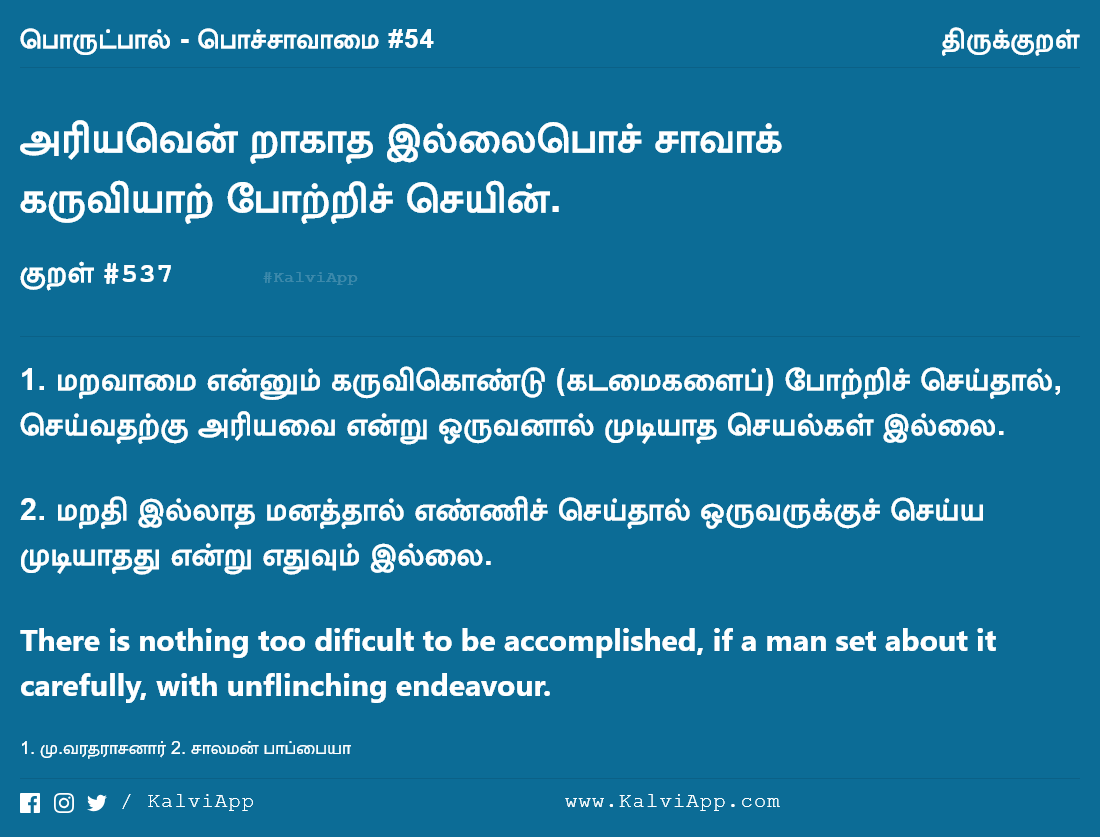 பொருட்பால் - பொச்சாவாமை #54
திருக்குறள்
அரியவென் றாகாத இல்லைபொச் சாவாக்
கருவியாற் போற்றிச் செயின்.
குறள் #537
#KalviApp
1. மறவாமை என்னும் கருவிகொண்டு (கடமைகளைப்) போற்றிச் செய்தால்,
செய்வதற்கு அரியவை என்று ஒருவனால் முடியாத செயல்கள் இல்லை.
2. மறதி இல்லாத மனத்தால் எண்ணிச் செய்தால் ஒருவருக்குச் செய்ய
முடியாதது என்று எதுவும் இல்லை.
There is nothing too dificult to be accomplished, if a man set about it
carefully, with unflinching endeavour.
1. மு.வரதராசனார் 2. சாலமன் பாப்பையா
/ KalviApp
www.KalviApp.com